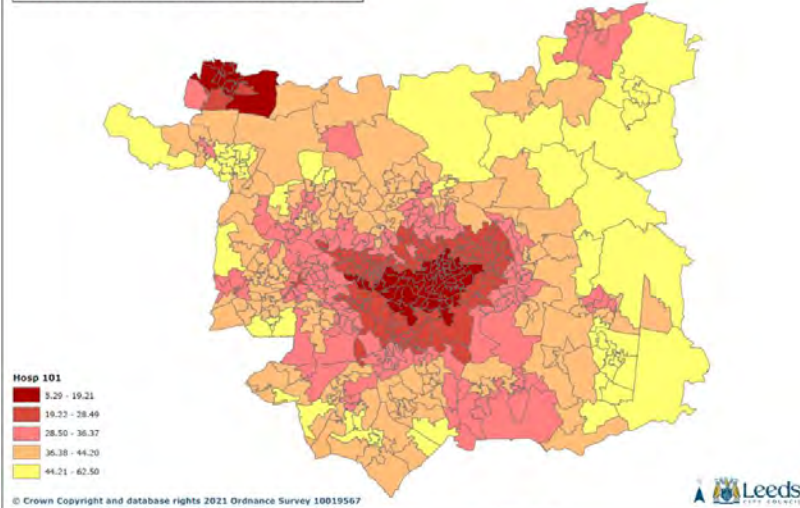 Hosp 101
5.29 - 19.21
19.22 - 28.49
28.50 - 36.37
36.38 - 44.20
44.21 - 62.50
© Crown Copyright and database rights 2021 Ordnance Survey 10019567
Leeds
CITY COUNCIL